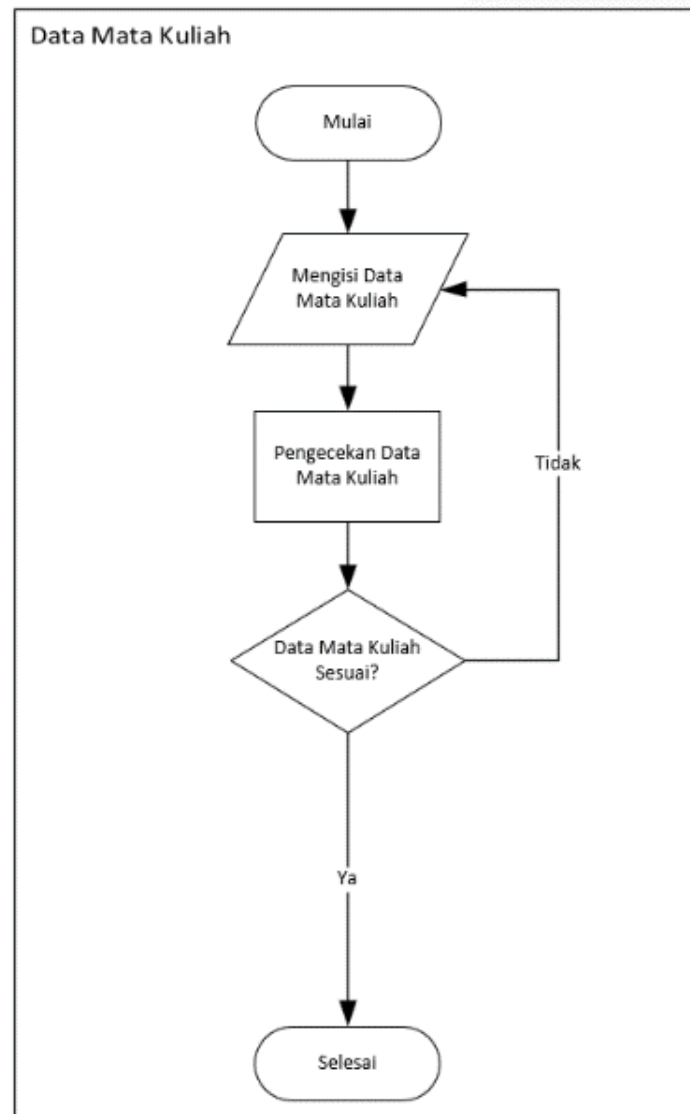 Data Mata Kuliah
Mulai
Mengisi Data
Mata Kuliah
Pengecekan Data
Mata Kuliah
Tidak
Data Mata Kuliah
Sesuai?
Ya
Selesai